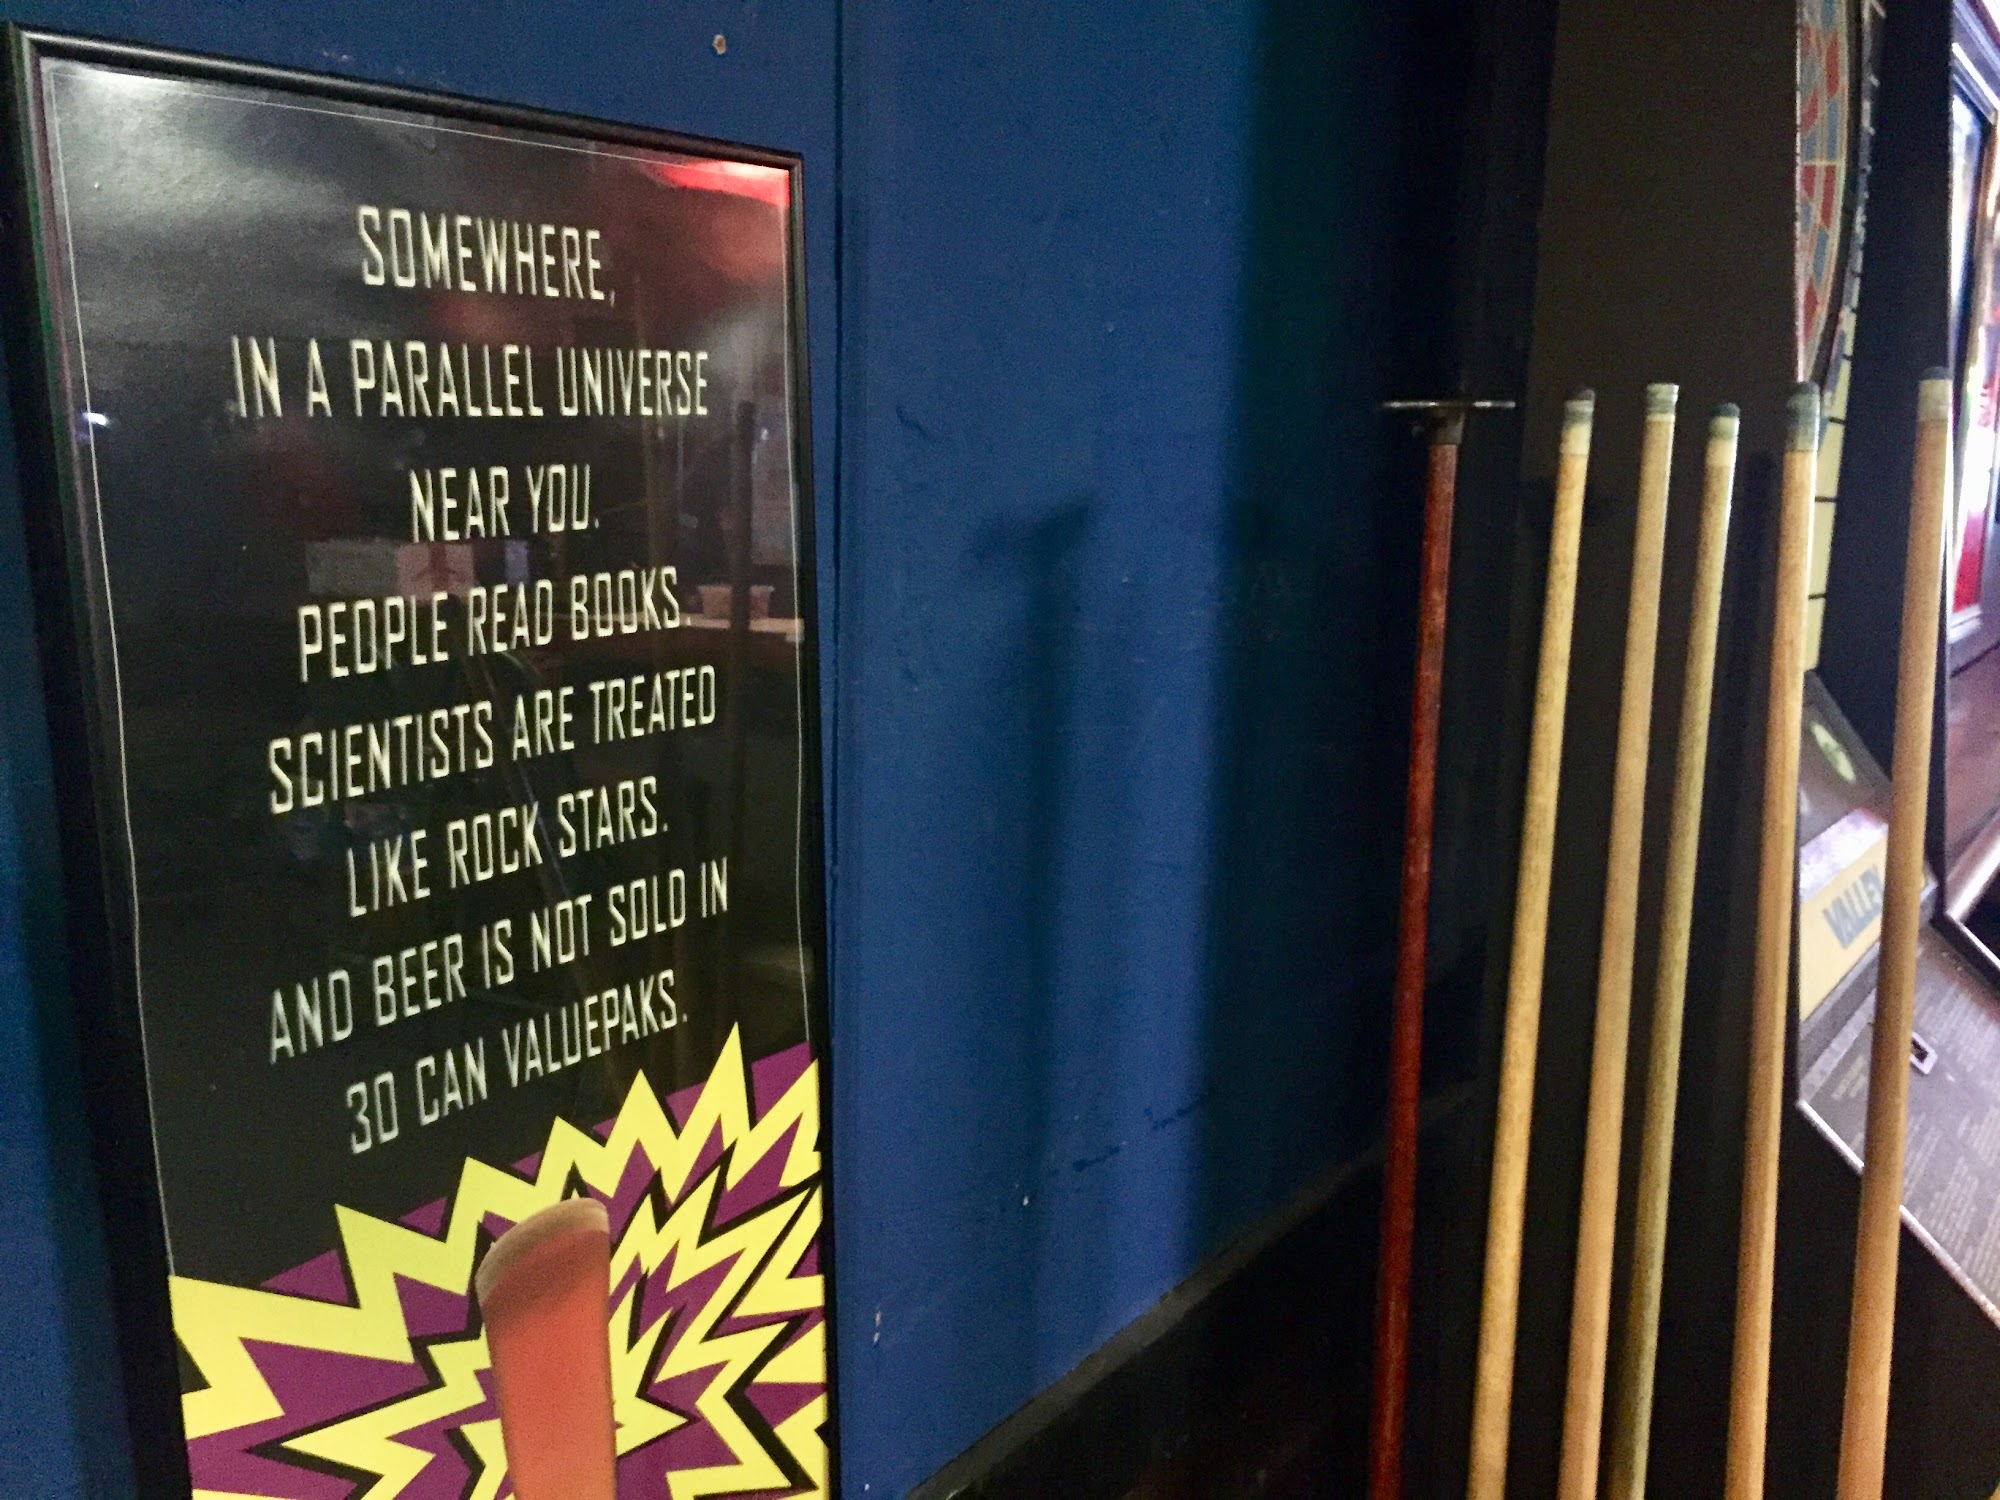 SOMEWHERE,
IN A PARALLEL UNIVERSE
NEAR YOU.
PEOPLE READ BOOKS.
SCIENTISTS ARE TREATED
LIKE ROCK STARS.
AND BEER IS NOT SOLD IN
30 CAN VALUEPAKS.
VALLEY